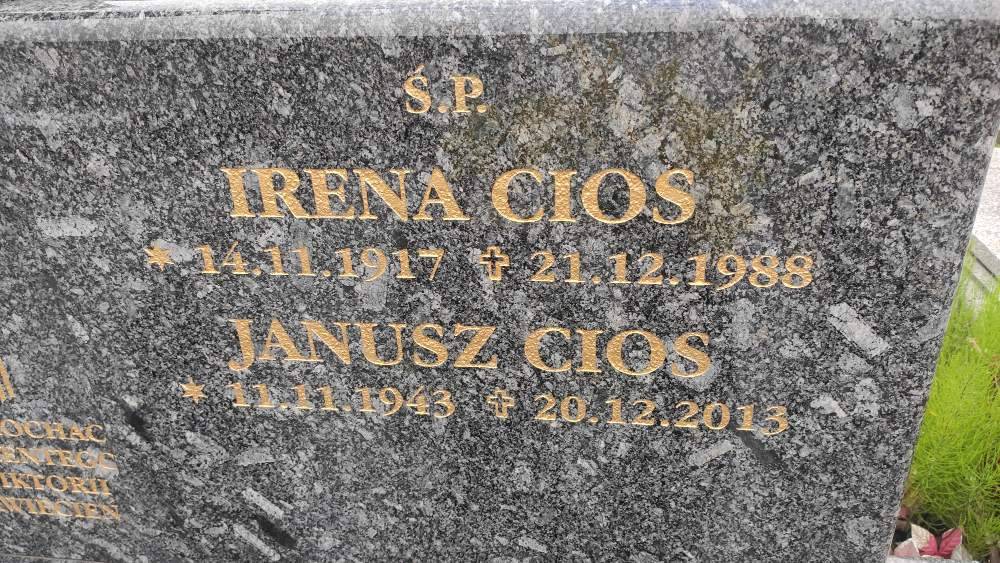 Ś.P.
IRENA CIOS
* 14.11.1917 ✝ 21.12.1988
JANUSZ CIOS
* 11.11.1943 ✝ 20.12.2013